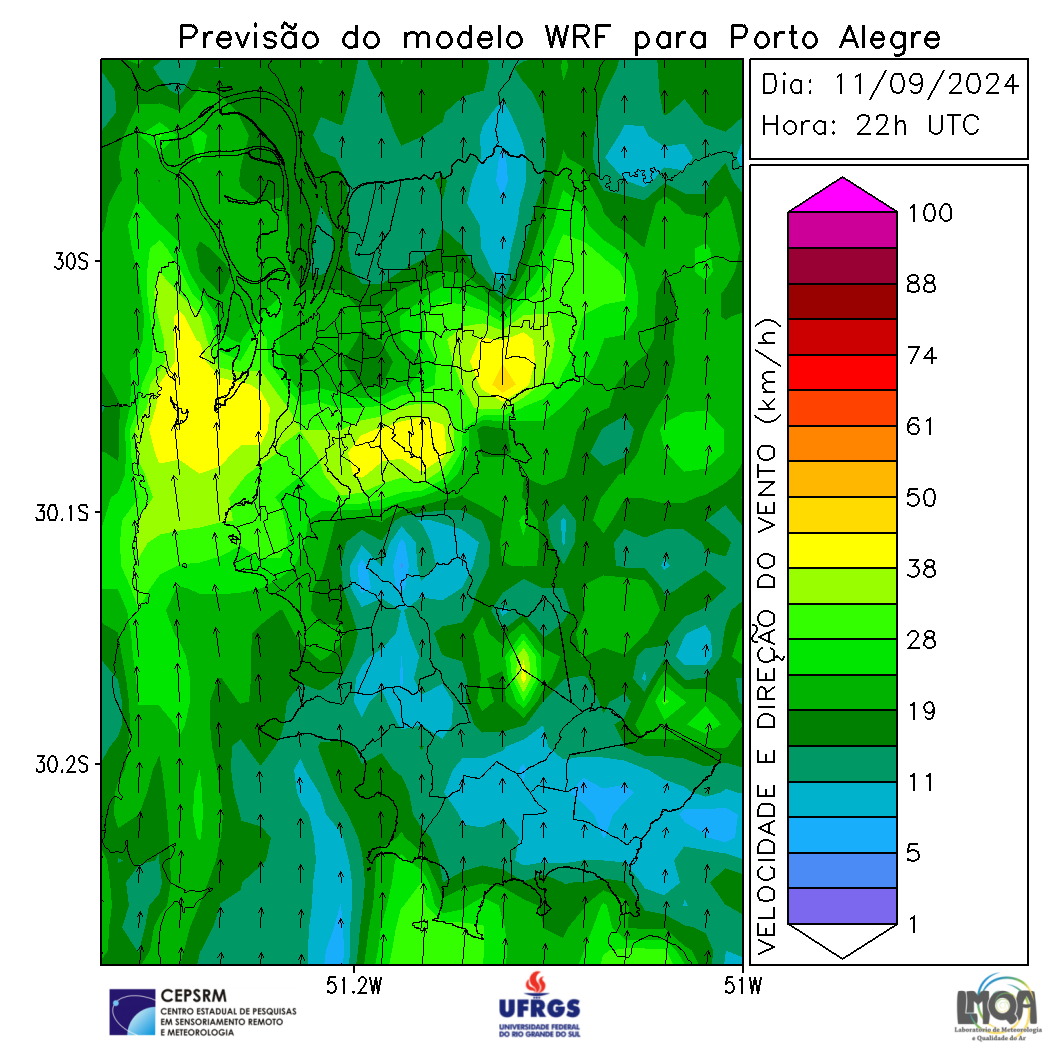 Previsão do modelo WRF para Porto Alegre
Dia: 11/09/2024
Hora: 22h UTC
30S
30.1S
30.2S
51.2W
51W
VELOCIDADE E DIREÇÃO DO VENTO (km/h)
100
88
74
61
50
38
28
19
11
5
1
CEPSRM
CENTRO ESTADUAL DE PESQUISAS
EM SENSORIAMENTO REMOTO
E METEOROLOGIA
UFRGS
UNIVERSIDADE FEDERAL
DO RIO GRANDE DO SUL
LMQA
Laboratório de Meteorologia
e Qualidade do Ar